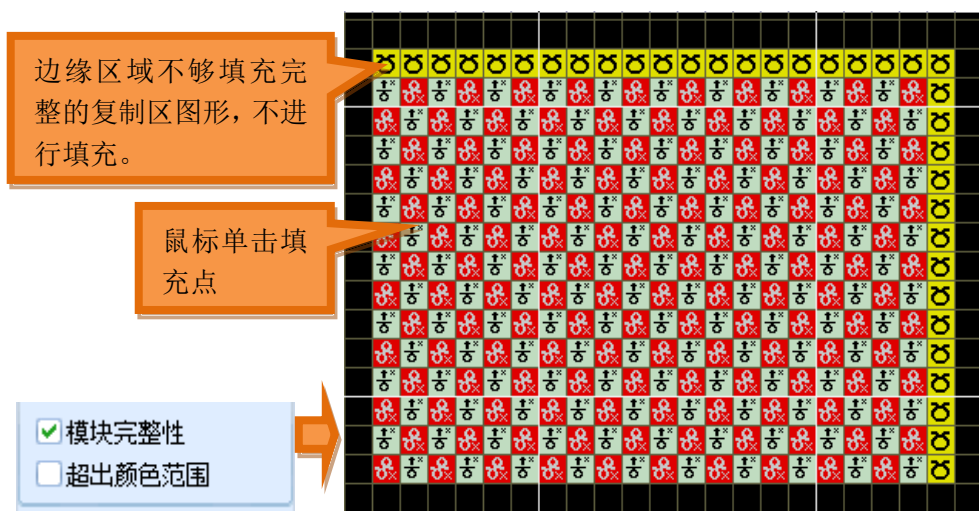 边缘区域不够填充完
整的复制区图形，不进
行填充。
鼠标单击填
充点
模块完整性
超出颜色范围